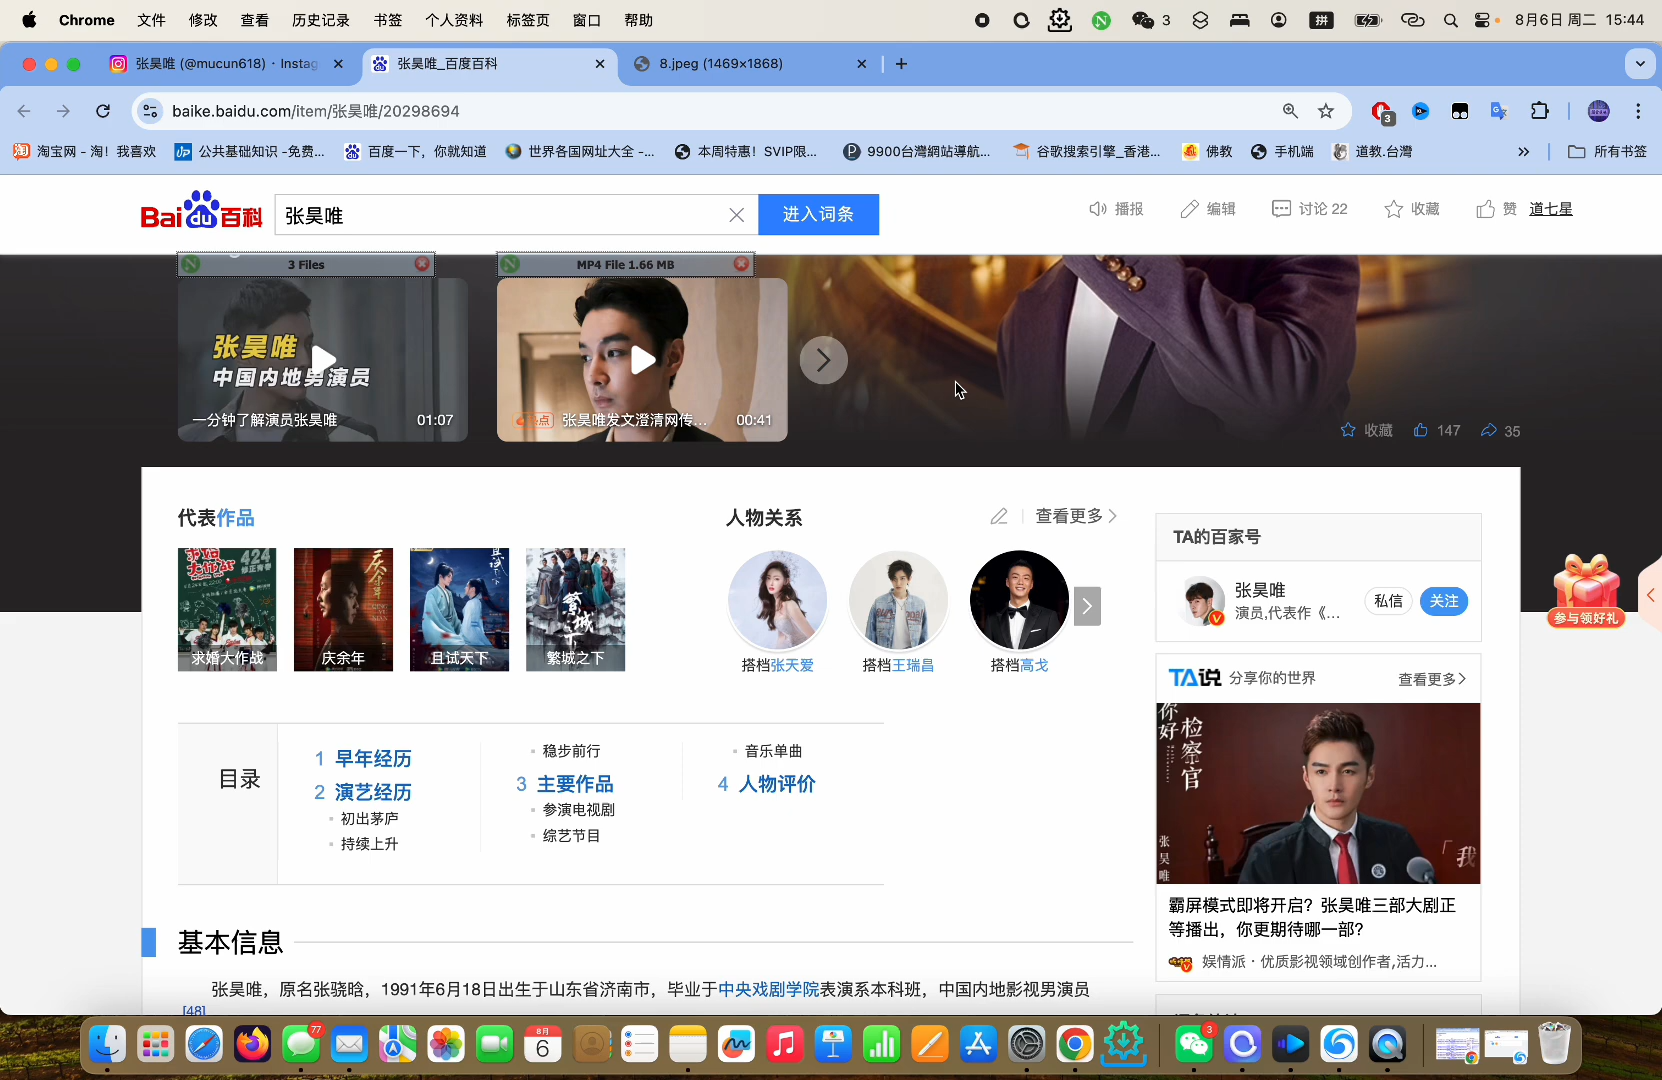 Chrome 文件 修改 查看 历史记录 书签 个人资料 标签页 窗口 帮助 3 拼 8月6日 周二 15:44
张昊唯 (@mucun618) · Instag 张昊唯_百度百科 8.jpeg (1469×1868)
baike.baidu.com/item/张昊唯/20298694 3
淘宝网 - 淘！我喜欢 公共基础知识 -免费... 百度一下，你就知道 世界各国网址大全 -... 本周特惠！SVIP限... 9900台灣網站導航... 谷歌搜索引擎_香港... 佛教 手机端 道教.台灣 » 所有书签
Baidu百科 张昊唯 进入词条 播报 编辑 讨论 22 收藏 赞 道七星
3 Files MP4 File 1.66 MB
张昊唯
中国内地男演员
一分钟了解演员张昊唯 01:07 热点 张昊唯发文澄清网传... 00:41
收藏 147 35
代表作品 人物关系 查看更多
求婚大作战 庆余年 且试天下 繁城之下
搭档张天爱 搭档王瑞昌 搭档高戈
TA的百家号
张昊唯
演员,代表作《... 私信 关注
参与领好礼
TA说 分享你的世界 查看更多
你好 检察官
张昊唯
「我
霸屏模式即将开启？张昊唯三部大剧正
等播出，你更期待哪一部？
娱情派 · 优质影视领域创作者,活力...
目录
1 早年经历
2 演艺经历
▪ 初出茅庐
▪ 持续上升
▪ 稳步前行
3 主要作品
▪ 参演电视剧
▪ 综艺节目
▪ 音乐单曲
4 人物评价
基本信息
张昊唯，原名张骁晗，1991年6月18日出生于山东省济南市，毕业于中央戏剧学院表演系本科班，中国内地影视男演员
[48]
77 8月 6 3